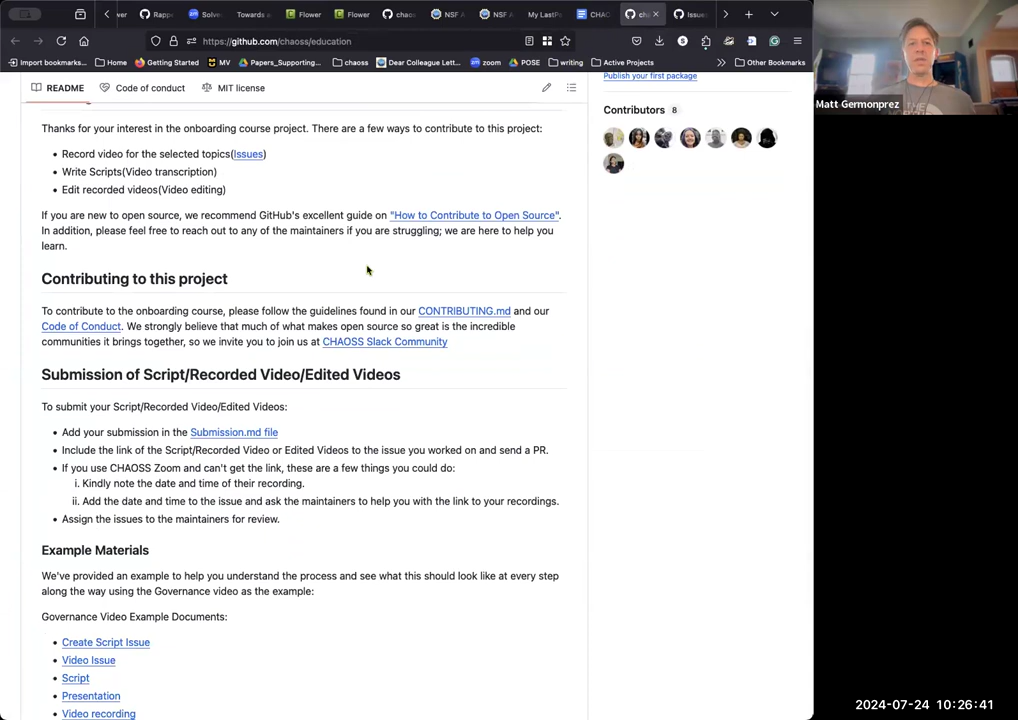 ver
Rappe
Solve
Towards a
Flower
Flower
chaos
NSF A
NSF A
My LastPa
CHAO
ch
Issues
https://github.com/chaoss/education
Import bookmarks...
Home
Getting Started
MV
Papers_Supporting...
chaoss
Dear Colleague Lett...
zoom
POSE
writing
Active Projects
Other Bookmarks
README
Code of conduct
MIT license
Thanks for your interest in the onboarding course project. There are a few ways to contribute to this project:
• Record video for the selected topics(Issues)
• Write Scripts(Video transcription)
• Edit recorded videos(Video editing)
If you are new to open source, we recommend GitHub's excellent guide on "How to Contribute to Open Source".
In addition, please feel free to reach out to any of the maintainers if you are struggling; we are here to help you
learn.
Contributing to this project
To contribute to the onboarding course, please follow the guidelines found in our CONTRIBUTING.md and our
Code of Conduct. We strongly believe that much of what makes open source so great is the incredible
communities it brings together, so we invite you to join us at CHAOSS Slack Community
Submission of Script/Recorded Video/Edited Videos
To submit your Script/Recorded Video/Edited Videos:
• Add your submission in the Submission.md file
• Include the link of the Script/Recorded Video or Edited Videos to the issue you worked on and send a PR.
• If you use CHAOSS Zoom and can't get the link, these are a few things you could do:
i. Kindly note the date and time of their recording.
ii. Add the date and time to the issue and ask the maintainers to help you with the link to your recordings.
• Assign the issues to the maintainers for review.
Example Materials
We've provided an example to help you understand the process and see what this should look like at every step
along the way using the Governance video as the example:
Governance Video Example Documents:
• Create Script Issue
• Video Issue
• Script
• Presentation
• Video recording
Publish your first package
Contributors 8
Matt Germonprez
2024-07-24 10:26:41